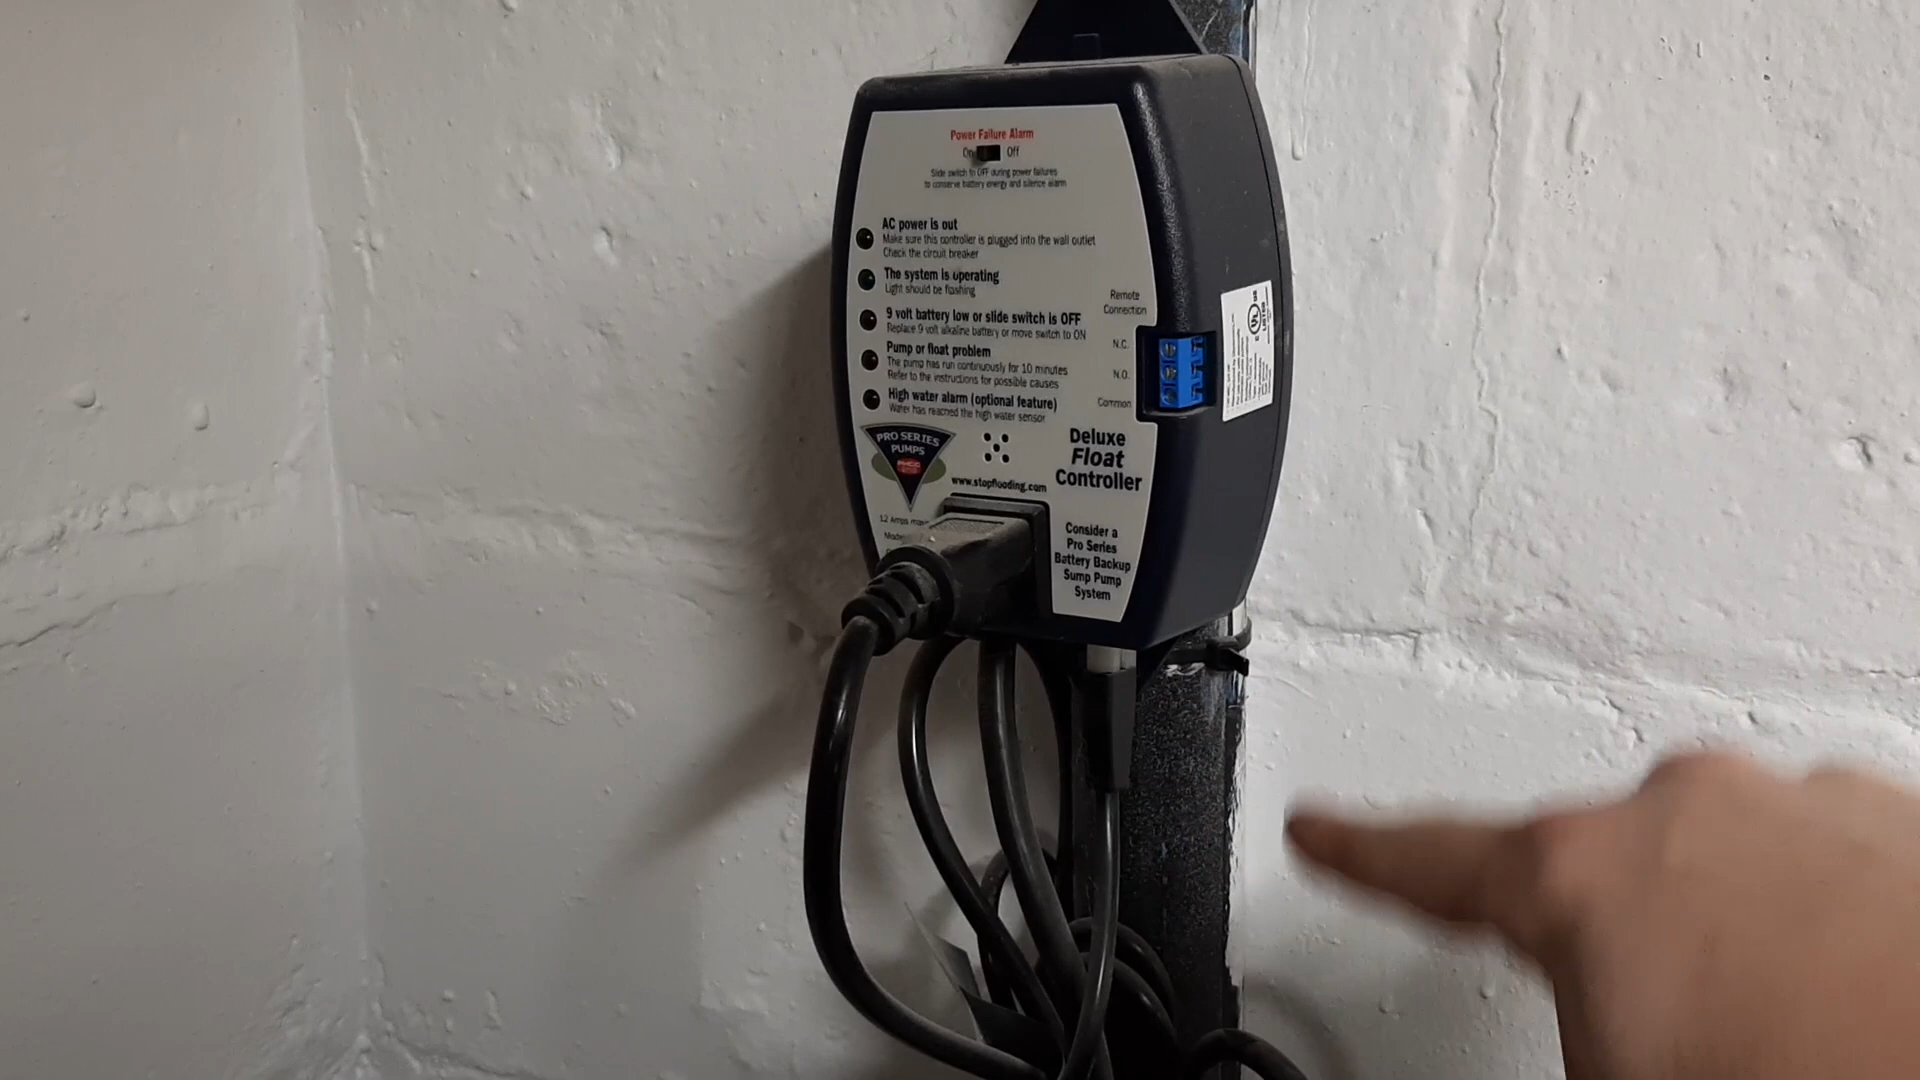 Power Failure Alarm
On Off
Slide switch to OFF during power failures
to conserve battery energy and silence alarm
AC power is out
Make sure this controller is plugged into the wall outlet
Check the circuit breaker
The system is operating
Light should be flashing
9 volt battery low or slide switch is OFF
Replace 9 volt alkaline battery or move switch to ON
Pump or float problem
The pump has run continuously for 10 minutes
Refer to the instructions for possible causes
High water alarm (optional feature)
Water has reached the high water sensor
Remote
Connection
N.C.
N.O.
Common
PRO SERIES
PUMPS
www.stopflooding.com
Deluxe
Float
Controller
12 Amps
Consider a
Pro Series
Battery Backup
Sump Pump
System
UL
LISTED